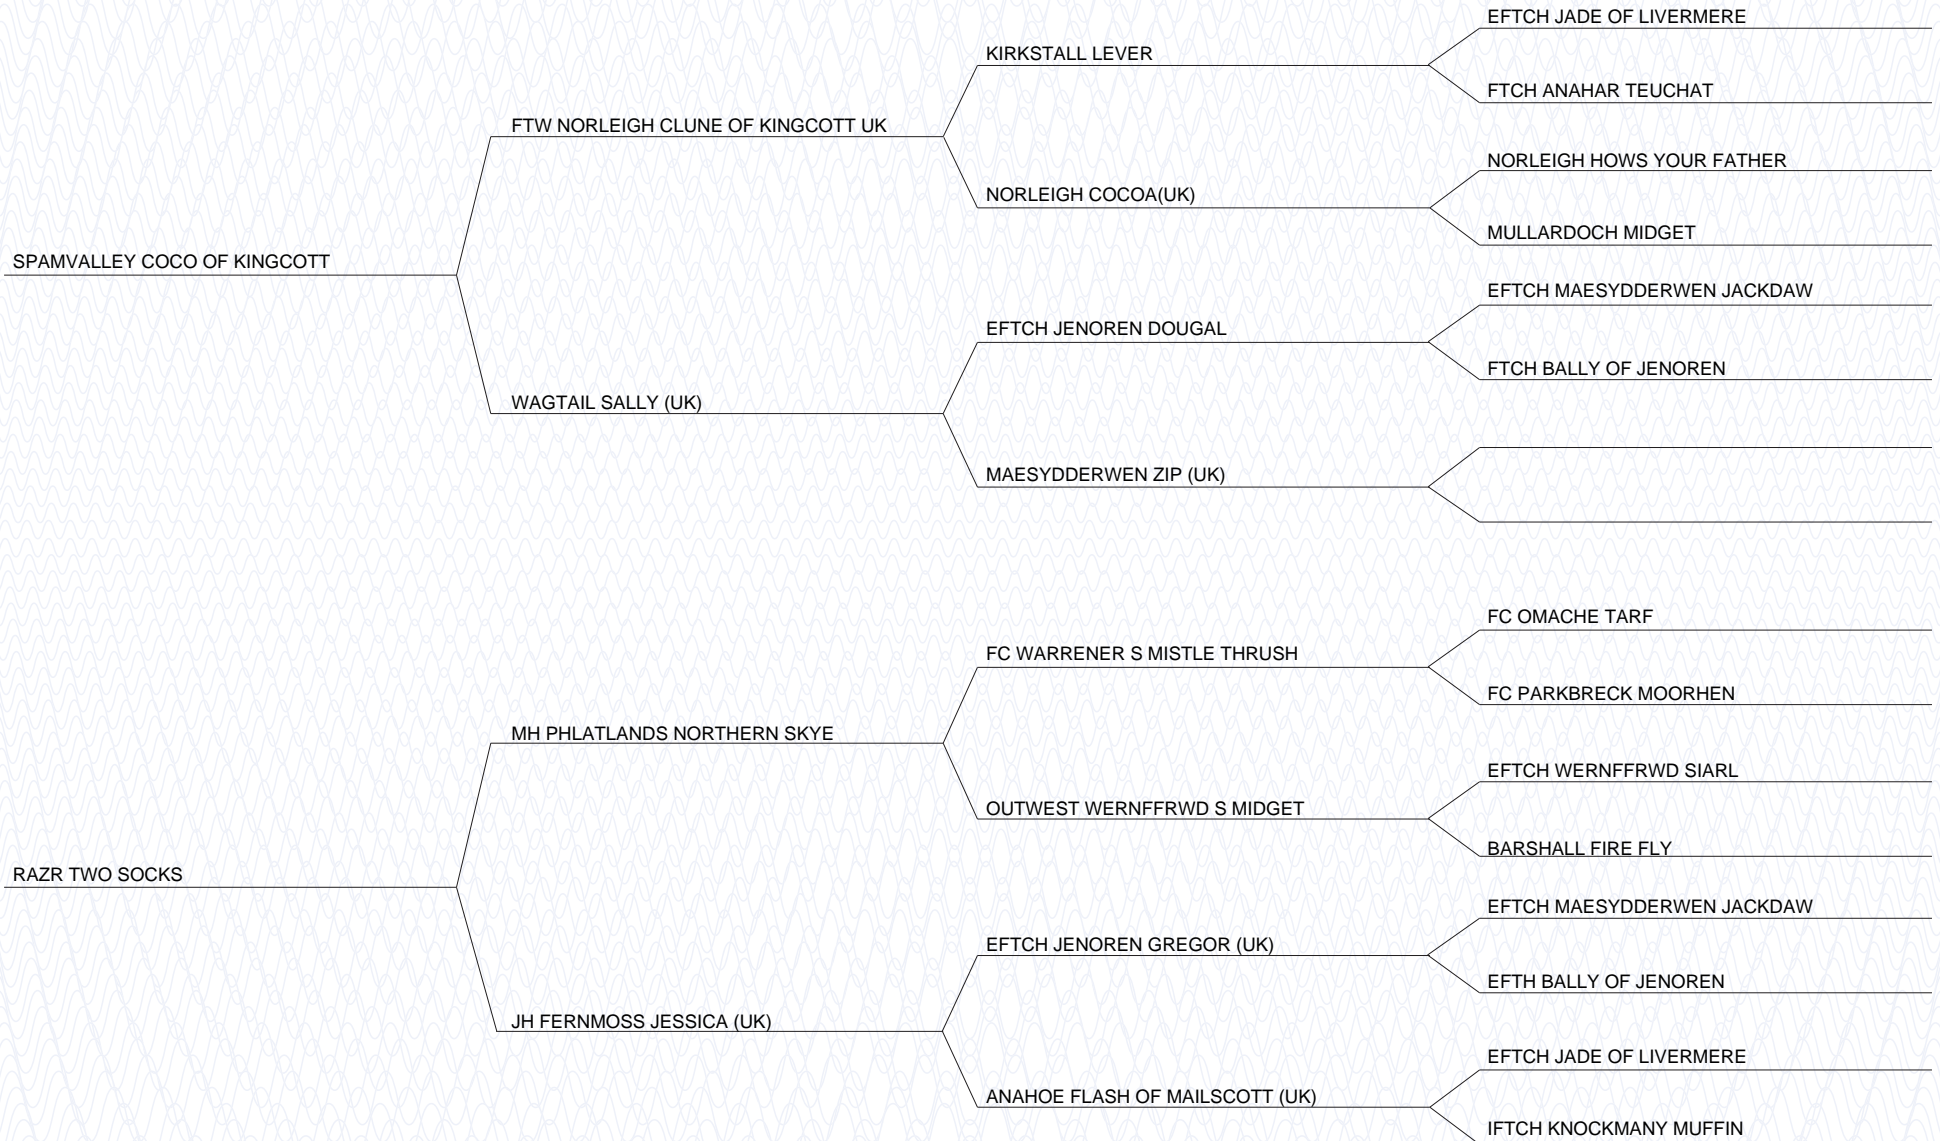 EFTCH JADE OF LIVERMERE
KIRKSTALL LEVER
FTCH ANAHAR TEUCHAT
FTW NORLEIGH CLUNE OF KINGCOTT UK
NORLEIGH HOWS YOUR FATHER
NORLEIGH COCOA(UK)
MULLARDOCH MIDGET
SPAMVALLEY COCO OF KINGCOTT
EFTCH MAESYDDERWEN JACKDAW
EFTCH JENOREN DOUGAL
FTCH BALLY OF JENOREN
WAGTAIL SALLY (UK)
MAESYDDERWEN ZIP (UK)
FC OMACHE TARF
FC WARRENER S MISTLE THRUSH
FC PARKBRECK MOORHEN
MH PHLATLANDS NORTHERN SKYE
EFTCH WERNFFRWD SIARL
OUTWEST WERNFFRWD S MIDGET
BARSHALL FIRE FLY
RAZR TWO SOCKS
EFTCH MAESYDDERWEN JACKDAW
EFTCH JENOREN GREGOR (UK)
EFTH BALLY OF JENOREN
JH FERNMOSS JESSICA (UK)
EFTCH JADE OF LIVERMERE
ANAHOE FLASH OF MAILSCOTT (UK)
IFTCH KNOCKMANY MUFFIN